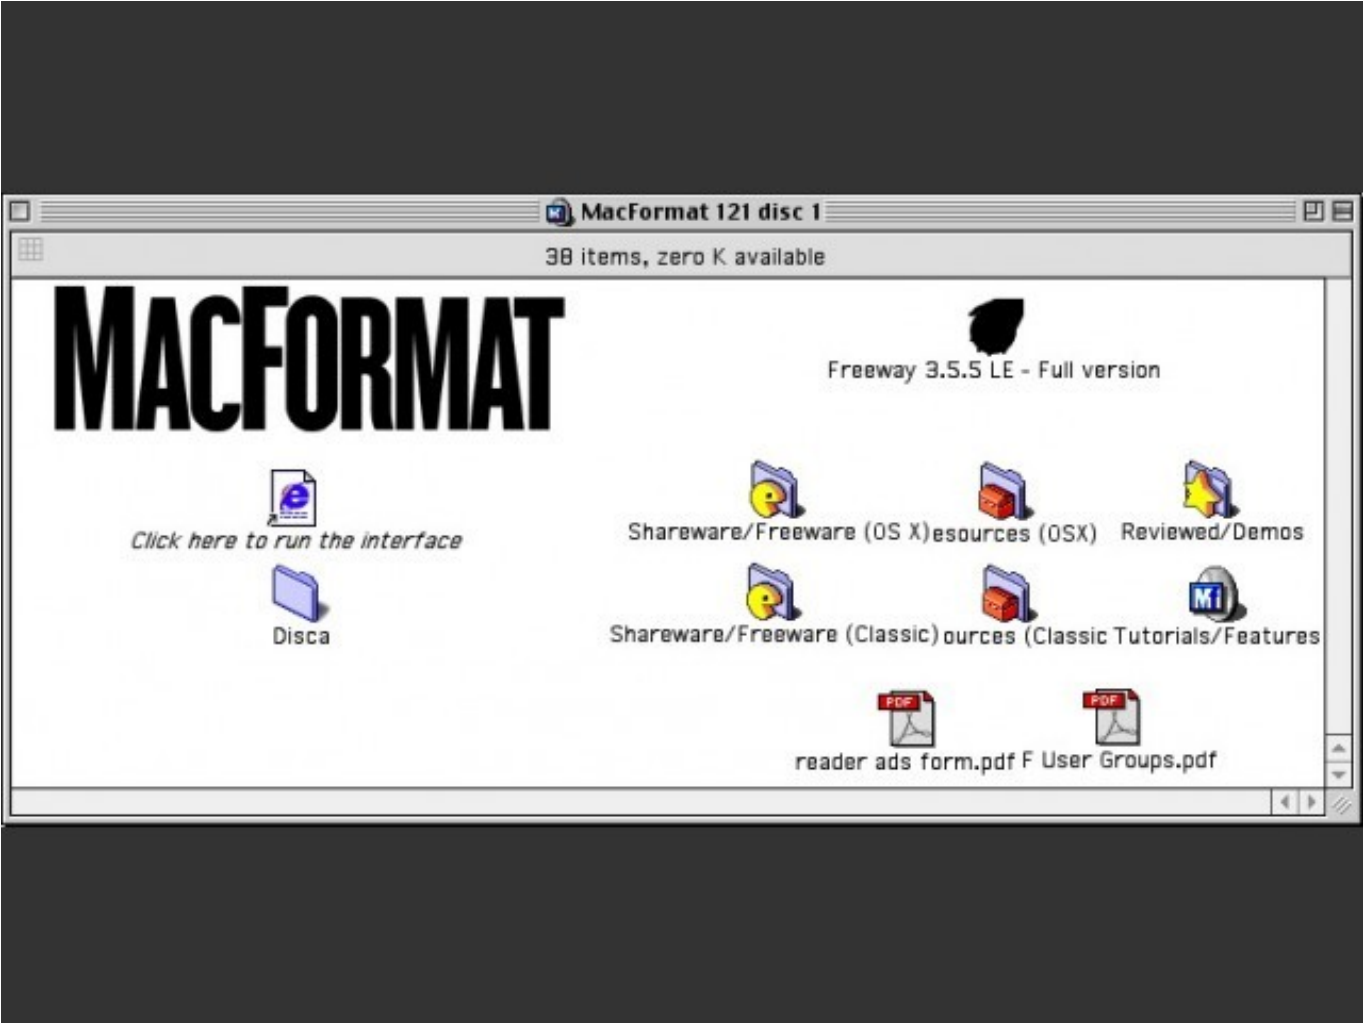 MacFormat 121 disc 1
38 items, zero K available
MACFORMAT
Freeway 3.5.5 LE - Full version
Click here to run the interface
Shareware/Freeware (OS X) esources (OSX) Reviewed/Demos
Disca
Shareware/Freeware (Classic) ources (Classic Tutorials/Features
PDF PDF
reader ads form.pdf F User Groups.pdf